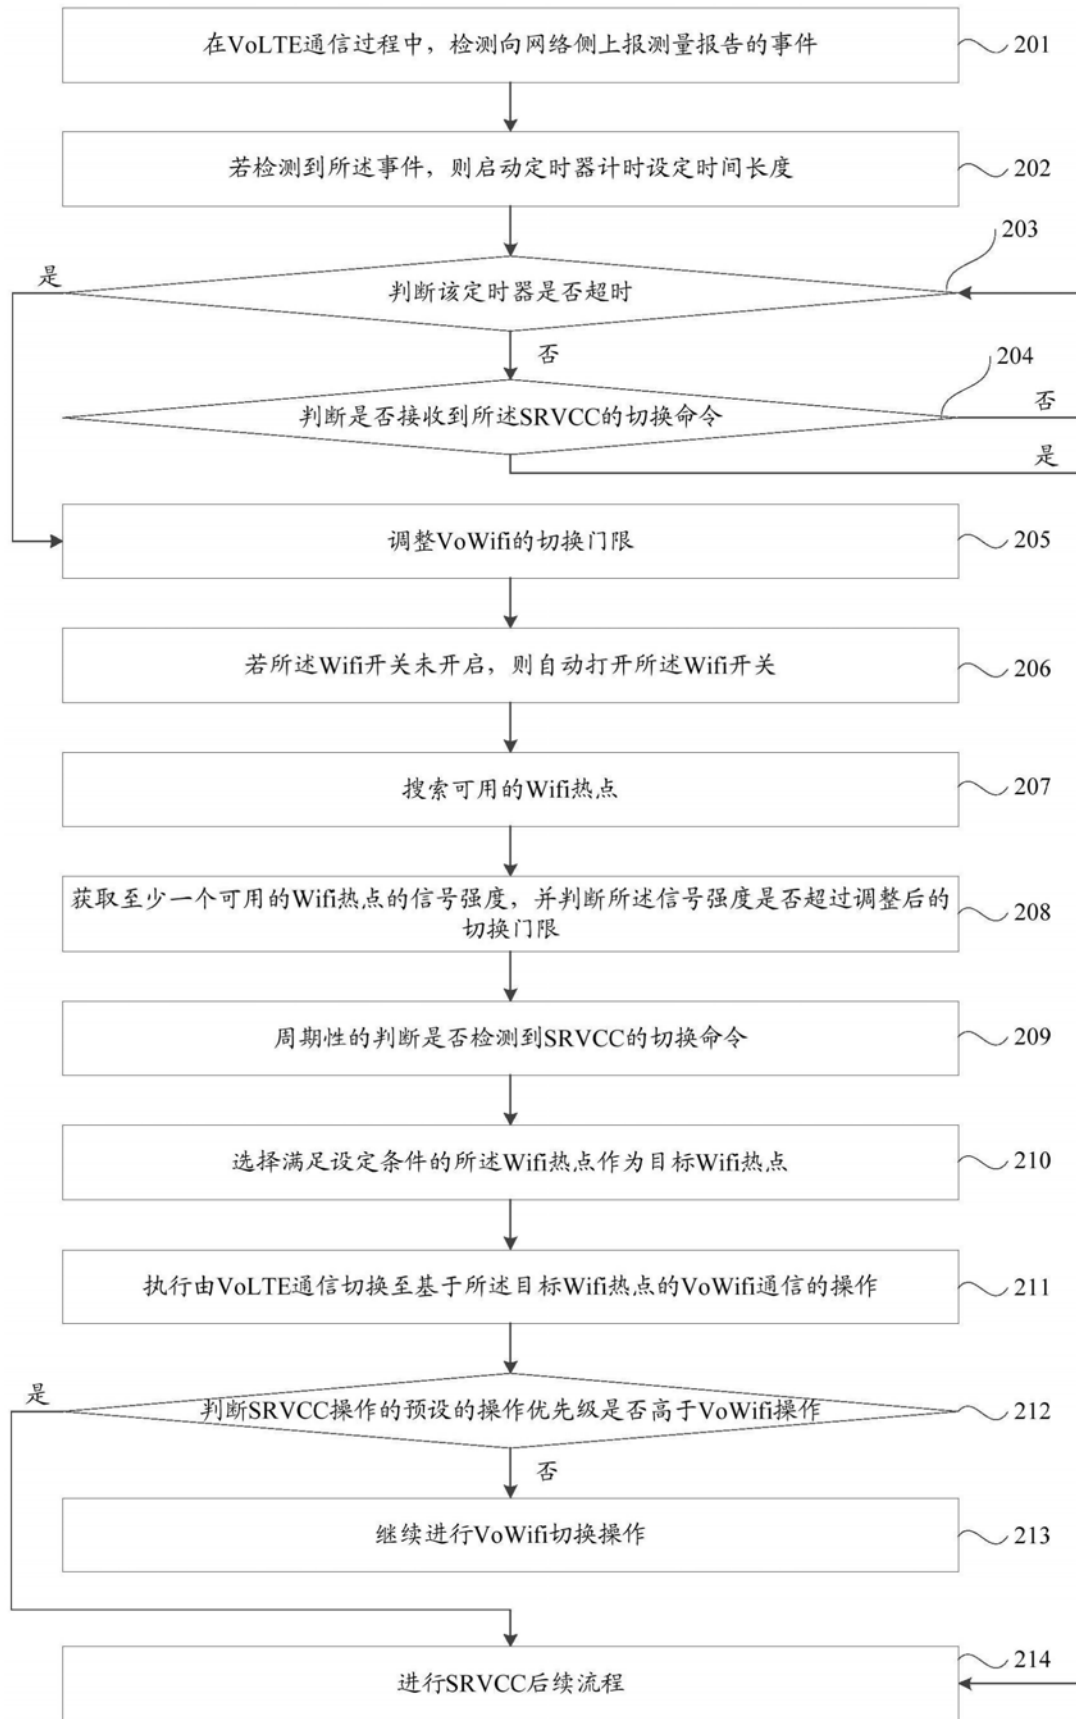 在VoLTE通信过程中，检测向网络侧上报测量报告的事件
201
若检测到所述事件，则启动定时器计时设定时间长度
202
203
是
判断该定时器是否超时
否
204
判断是否接收到所述SRVCC的切换命令
否
是
调整VoWifi的切换门限
205
若所述Wifi开关未开启，则自动打开所述Wifi开关
206
搜索可用的Wifi热点
207
获取至少一个可用的Wifi热点的信号强度，并判断所述信号强度是否超过调整后的
切换门限
208
周期性的判断是否检测到SRVCC的切换命令
209
选择满足设定条件的所述Wifi热点作为目标Wifi热点
210
执行由VoLTE通信切换至基于所述目标Wifi热点的VoWifi通信的操作
211
是
判断SRVCC操作的预设的操作优先级是否高于VoWifi操作
212
否
继续进行VoWifi切换操作
213
进行SRVCC后续流程
214